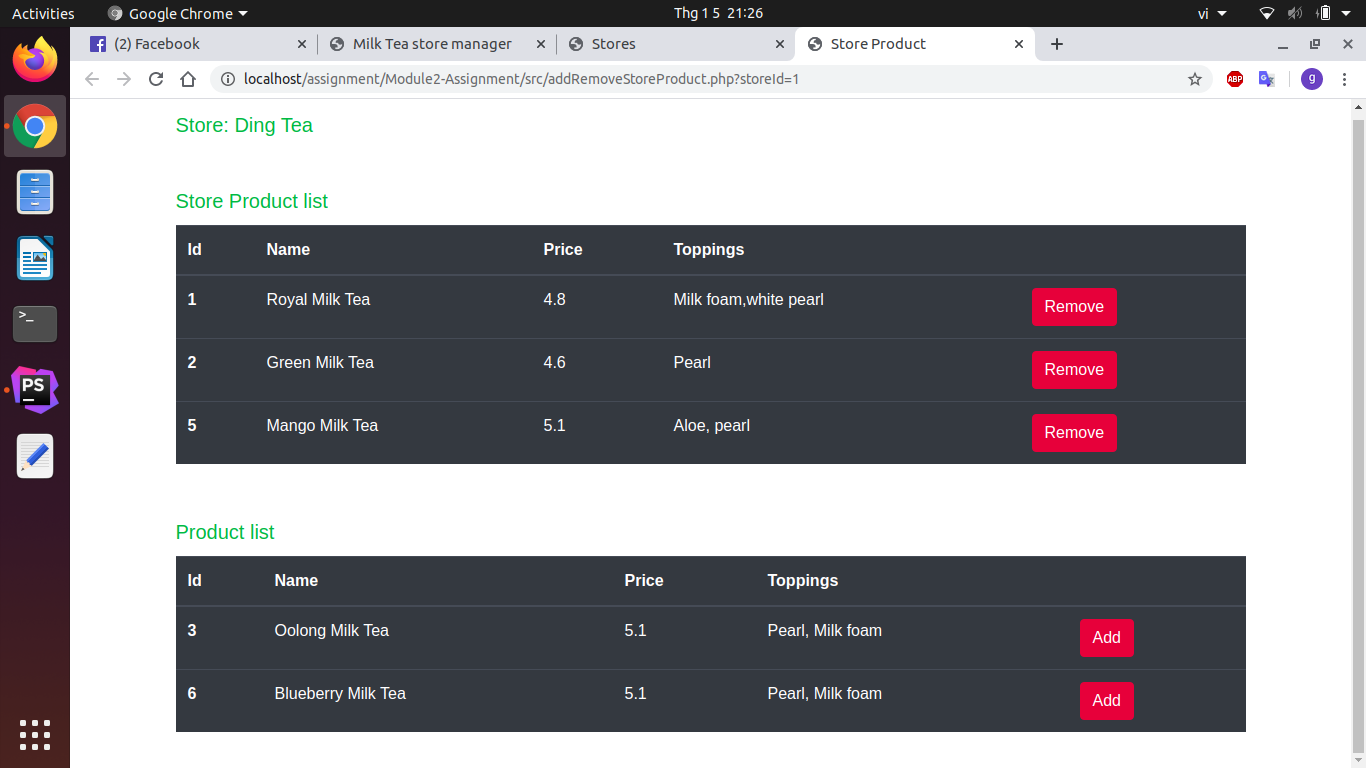 Activities Google Chrome Thg 1 5 21:26 vi
(2) Facebook Milk Tea store manager Stores Store Product
localhost/assignment/Module2-Assignment/src/addRemoveStoreProduct.php?storeId=1 ABP G g
Store: Ding Tea
Store Product list
Id Name Price Toppings
1 Royal Milk Tea 4.8 Milk foam,white pearl Remove
2 Green Milk Tea 4.6 Pearl Remove
5 Mango Milk Tea 5.1 Aloe, pearl Remove
Product list
Id Name Price Toppings
3 Oolong Milk Tea 5.1 Pearl, Milk foam Add
6 Blueberry Milk Tea 5.1 Pearl, Milk foam Add
>_
PS